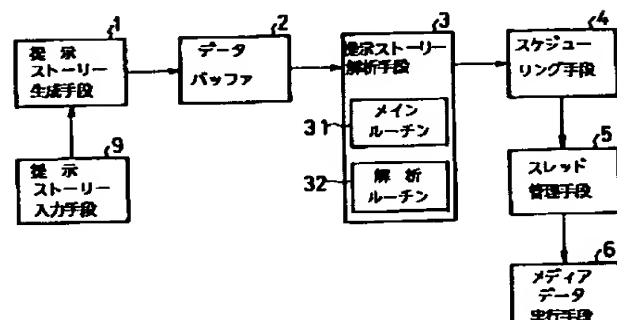 1
提 示
ストーリー
生成手段
2
データ
バッファ
3
提示ストーリー
解析手段
31
メイン
ルーチン
32
解 析
ルーチン
4
スケジュー
リング手段
5
スレッド
管理手段
6
メディア
データ
実行手段
9
提 示
ストーリー
入力手段